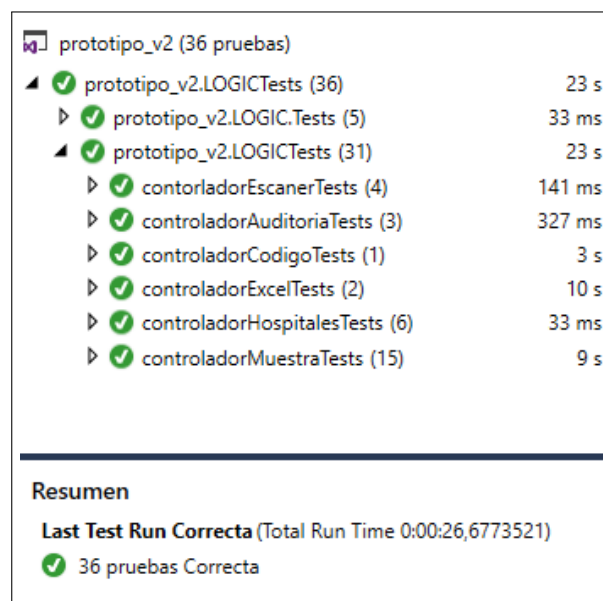 prototipo_v2 (36 pruebas)
prototipo_v2.LOGICTests (36) 23 s
prototipo_v2.LOGIC.Tests (5) 33 ms
prototipo_v2.LOGICTests (31) 23 s
contorladorEscanerTests (4) 141 ms
controladorAuditoriaTests (3) 327 ms
controladorCodigoTests (1) 3 s
controladorExcelTests (2) 10 s
controladorHospitalesTests (6) 33 ms
controladorMuestraTests (15) 9 s
Resumen
Last Test Run Correcta (Total Run Time 0:00:26,6773521)
36 pruebas Correcta